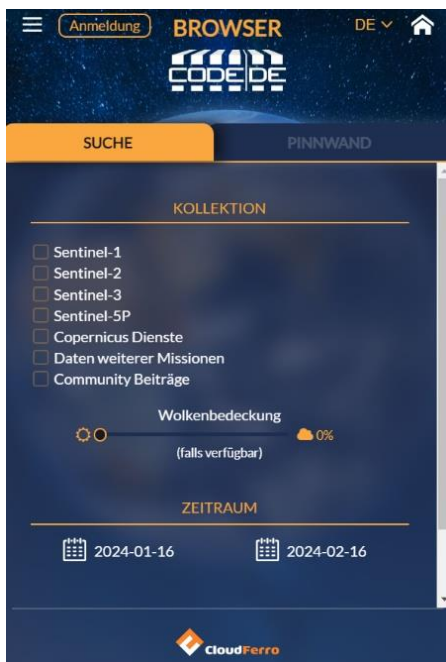 Anmeldung BROWSER DE
CODE|DE
SUCHE PINNWAND
KOLLEKTION
Sentinel-1
Sentinel-2
Sentinel-3
Sentinel-5P
Copernicus Dienste
Daten weiterer Missionen
Community Beiträge
Wolkenbedeckung
0%
(falls verfügbar)
ZEITRAUM
2024-01-16 2024-02-16
CloudFerro